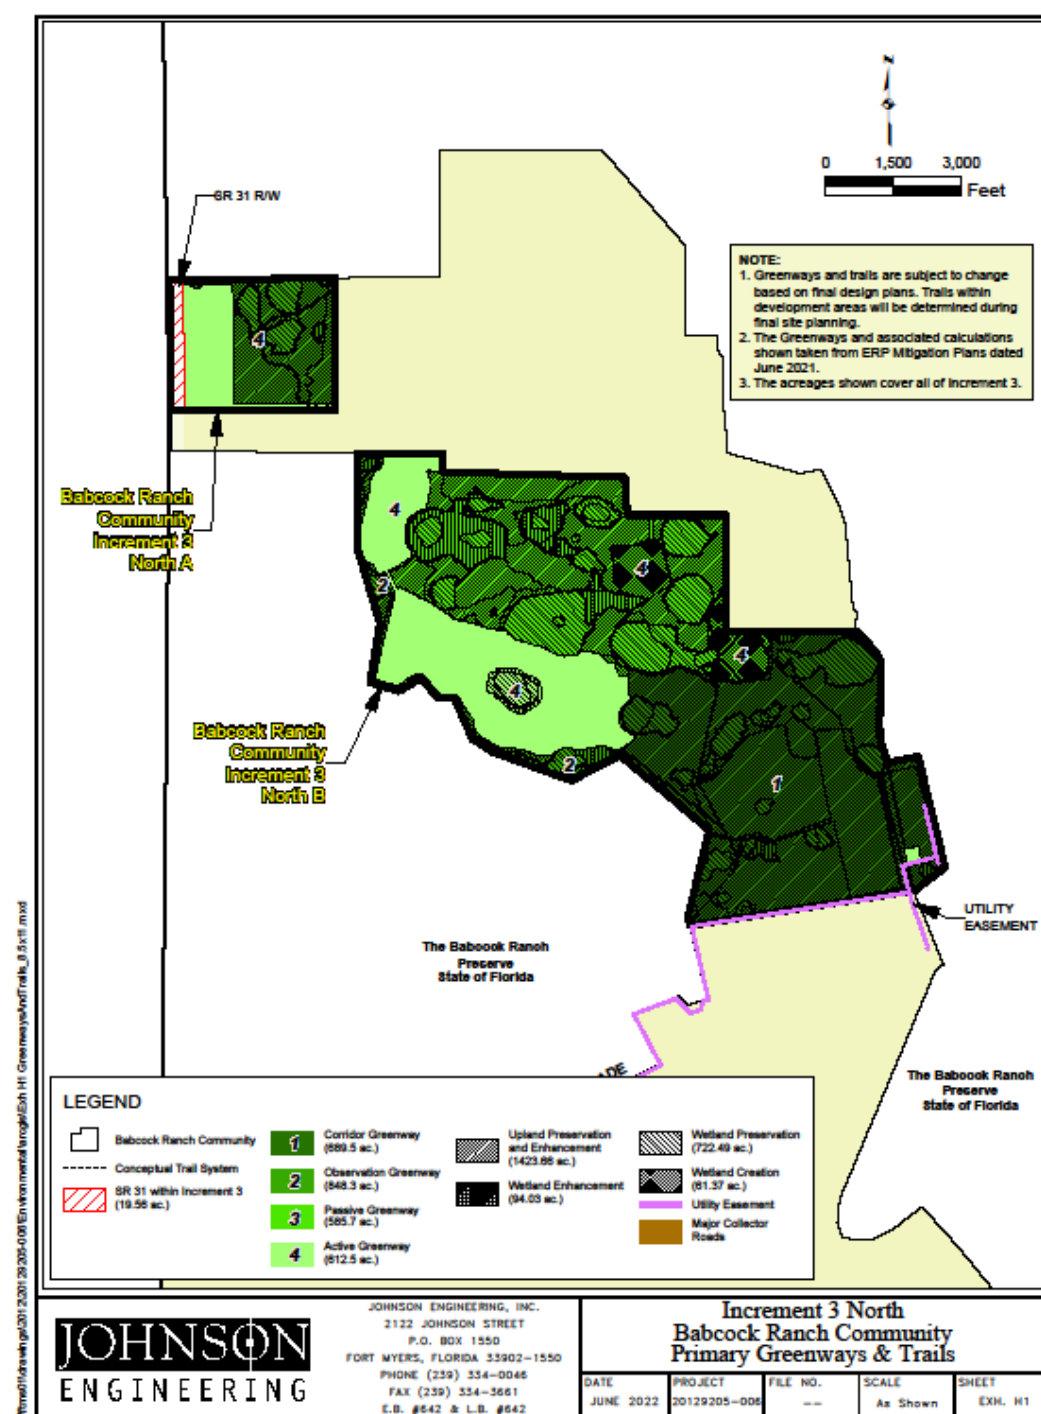 N
0 1,500 3,000
Feet
SR 31 R/W
NOTE:
1. Greenways and trails are subject to change
based on final design plans. Trails within
development areas will be determined during
final site planning.
2. The Greenways and associated calculations
shown taken from ERP Mitigation Plans dated
June 2021.
3. The acreages shown cover all of Increment 3.
4
Babcock Ranch
Community
Increment 3
North A
4
2
4
4
4
Babcock Ranch
Community
Increment 3
North B
2
1
UTILITY
EASEMENT
The Babcock Ranch
Preserve
State of Florida
The Babcock Ranch
Preserve
State of Florida
LEGEND
Babcock Ranch Community
Conceptual Trail System
SR 31 within Increment 3
(19.56 ac.)
1 Corridor Greenway
(689.5 ac.)
2 Observation Greenway
(848.3 ac.)
3 Passive Greenway
(585.7 ac.)
4 Active Greenway
(612.5 ac.)
Upland Preservation
and Enhancement
(1423.66 ac.)
Wetland Enhancement
(94.03 ac.)
Wetland Preservation
(722.49 ac.)
Wetland Creation
(61.37 ac.)
Utility Easement
Major Collector
Roads
JOHNSON
ENGINEERING
JOHNSON ENGINEERING, INC.
2122 JOHNSON STREET
P.O. BOX 1550
FORT MYERS, FLORIDA 33902-1550
PHONE (239) 334-0046
FAX (239) 334-3661
E.B. #642 & L.B. #642
Increment 3 North
Babcock Ranch Community
Primary Greenways & Trails
DATE PROJECT FILE NO. SCALE SHEET
JUNE 2022 20129205-006 -- As Shown EXH. H1